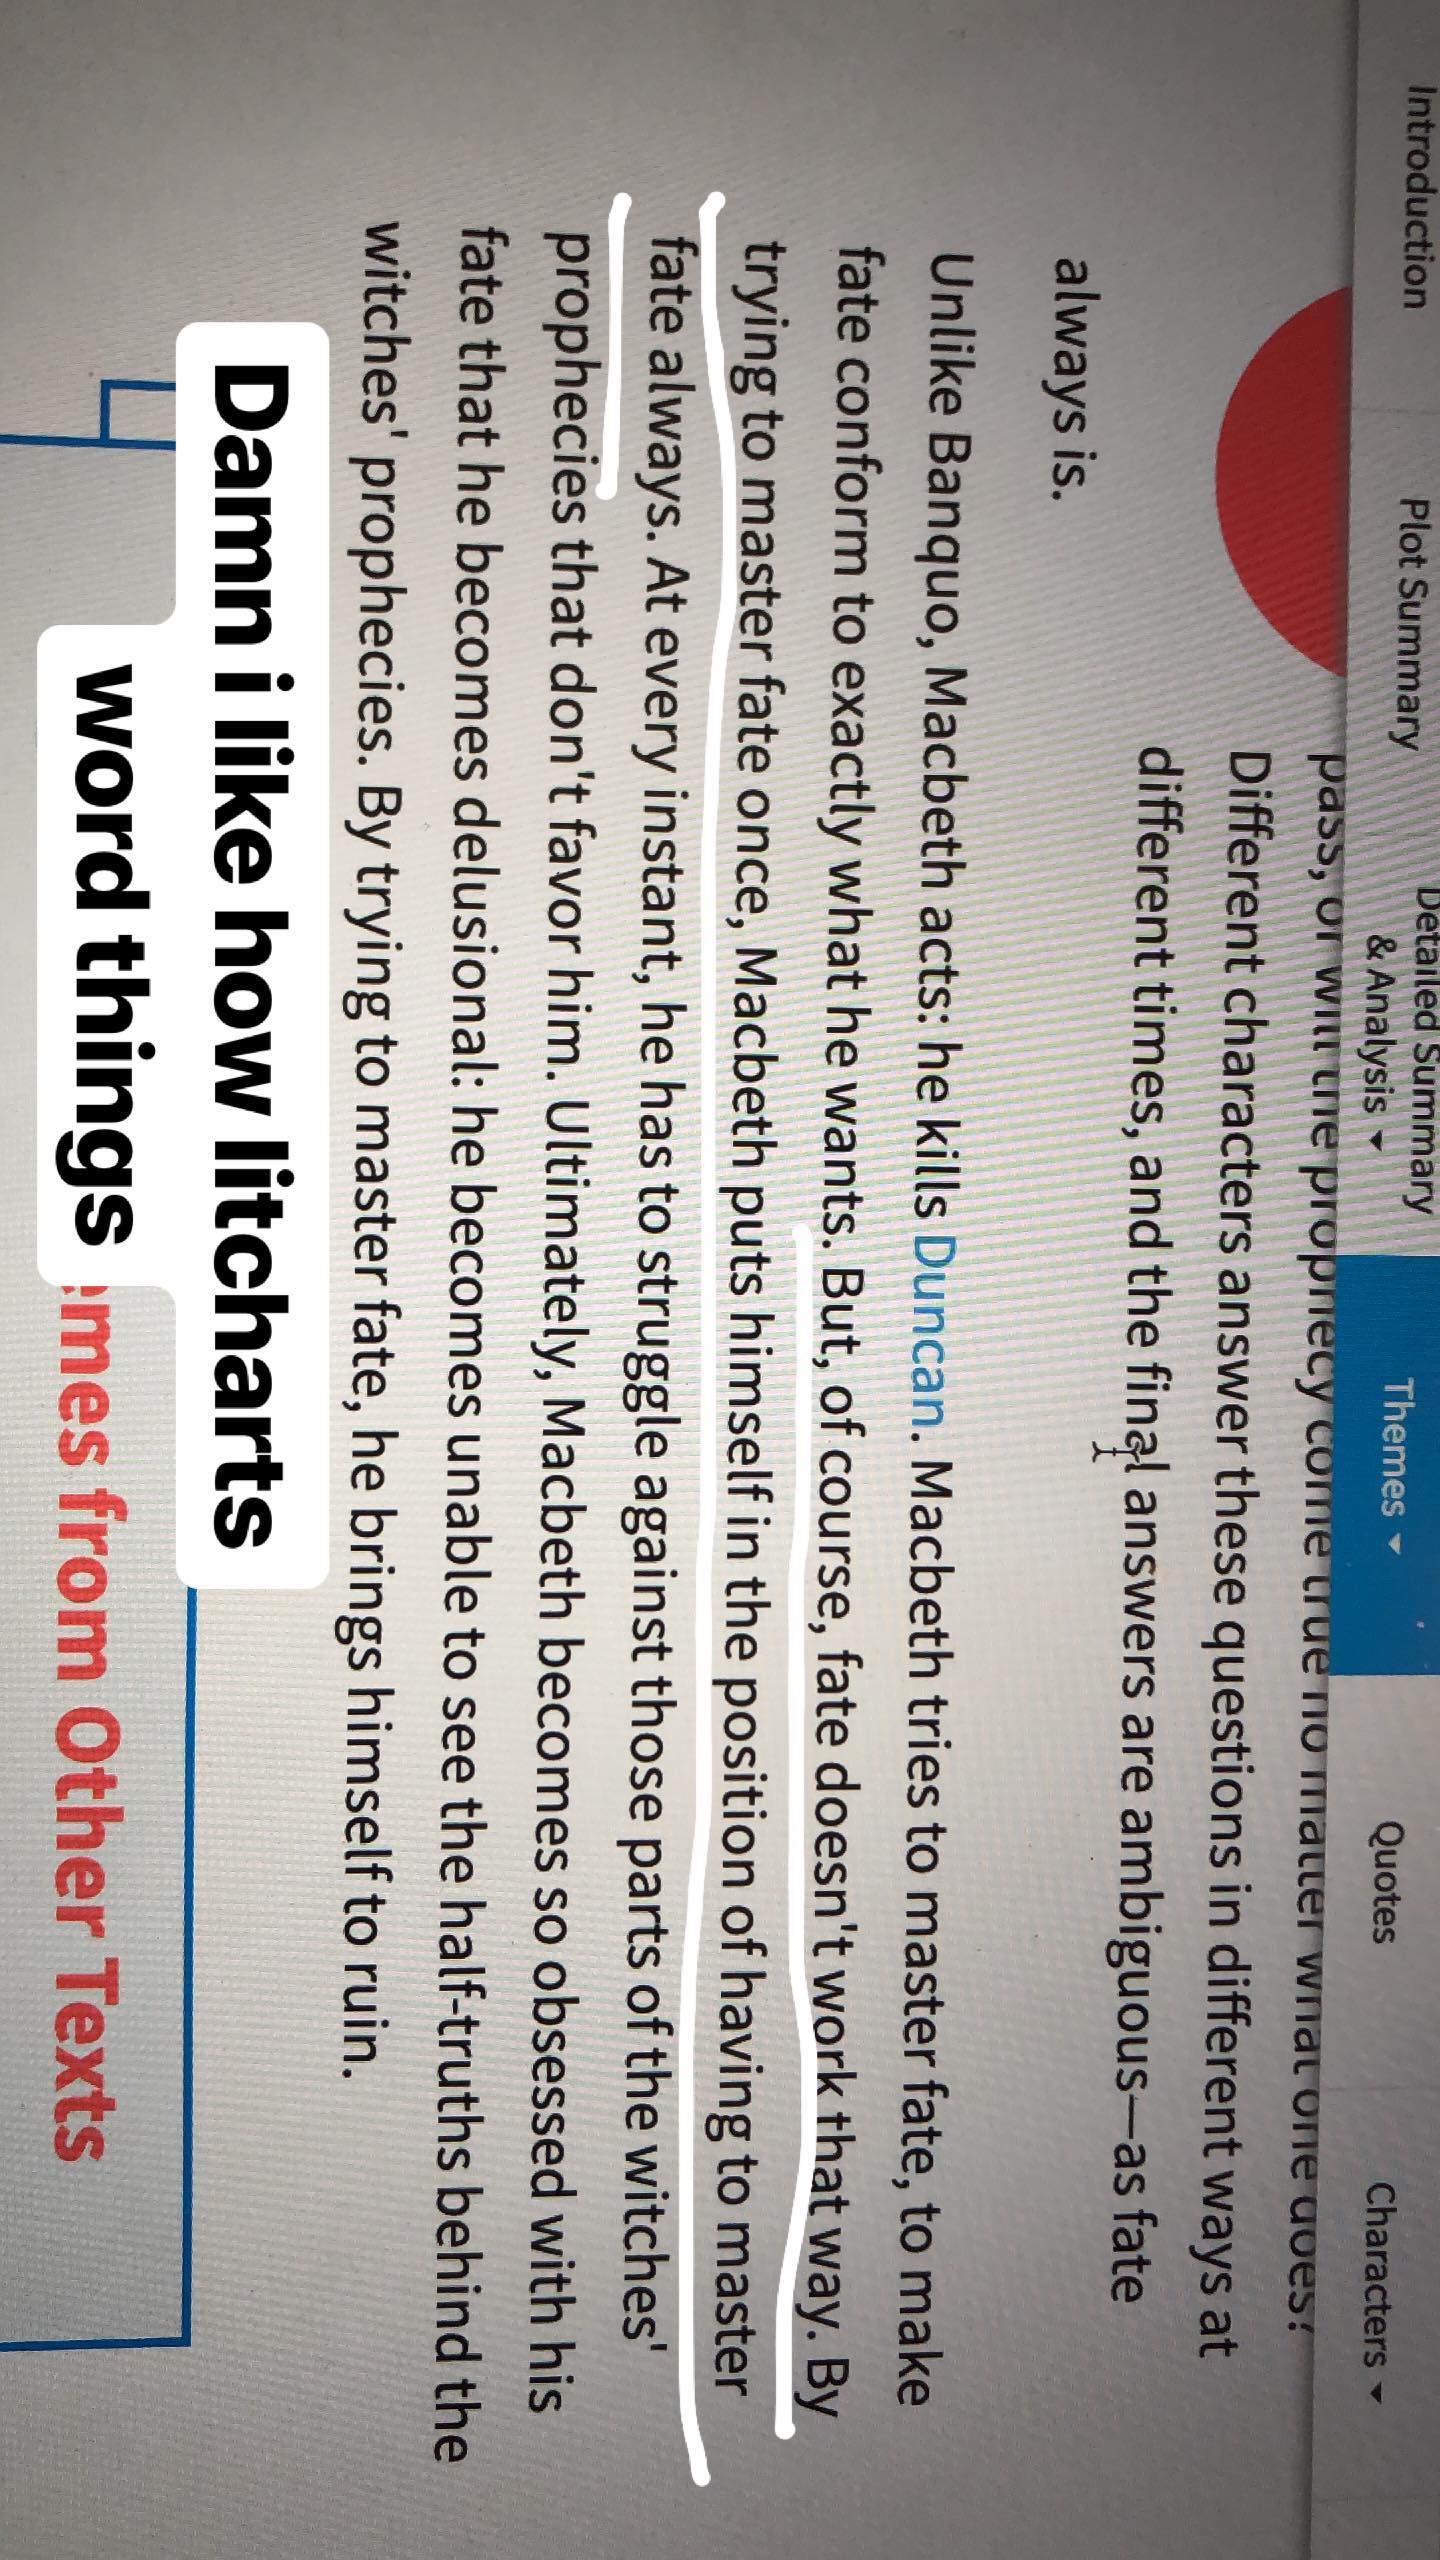 Introduction
Plot Summary
Detailed Summary
& Analysis
Themes
Quotes
Characters
pass, or will the prophecy come true no matter what one does?
Different characters answer these questions in different ways at
different times, and the final answers are ambiguous—as fate
always is.
Unlike Banquo, Macbeth acts: he kills Duncan. Macbeth tries to master fate, to make
fate conform to exactly what he wants. But, of course, fate doesn't work that way. By
trying to master fate once, Macbeth puts himself in the position of having to master
fate always. At every instant, he has to struggle against those parts of the witches'
prophecies that don't favor him. Ultimately, Macbeth becomes so obsessed with his
fate that he becomes delusional: he becomes unable to see the half-truths behind the
witches' prophecies. By trying to master fate, he brings himself to ruin.
Damn i like how litcharts
word things
emes from Other Texts